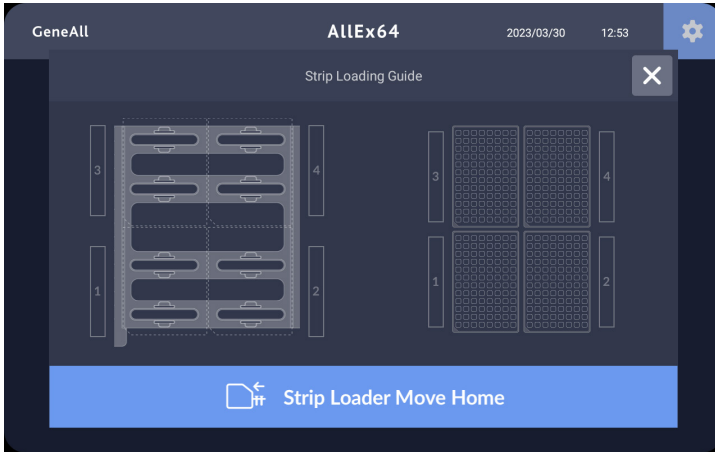 GeneAll AllEx64 2023/03/30 12:53
Strip Loading Guide
3 4 3 4
1 2 1 2
Strip Loader Move Home